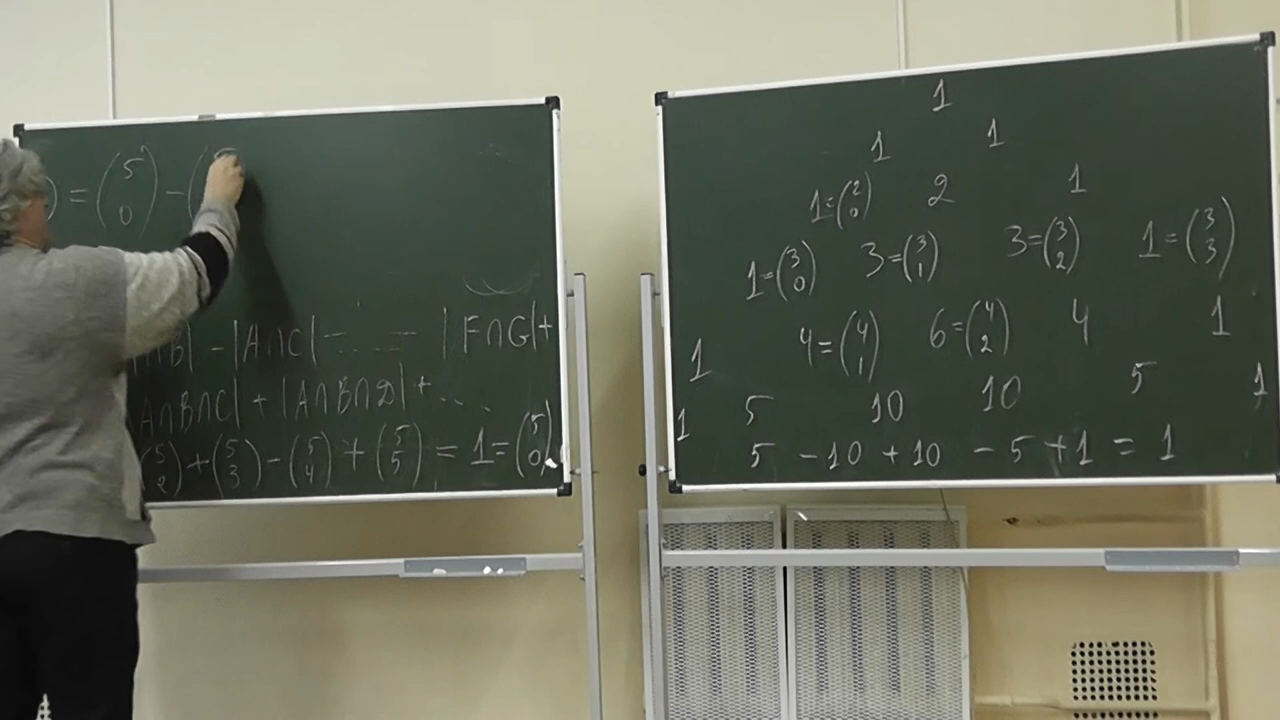 ) = (5 0) - (
∩B| - |A∩C| - ... - |F∩G| +
A∩B∩C| + |A∩B∩D| + ...
(5 2) + (5 3) - (5 4) + (5 5) = 1 = (5 0)
1
1 1
1=(2 0) 2 1
1=(3 0) 3=(3 1) 3=(3 2) 1=(3 3)
1 4=(4 1) 6=(4 2) 4 1
1 5 10 10 5 1
5 - 10 + 10 - 5 + 1 = 1